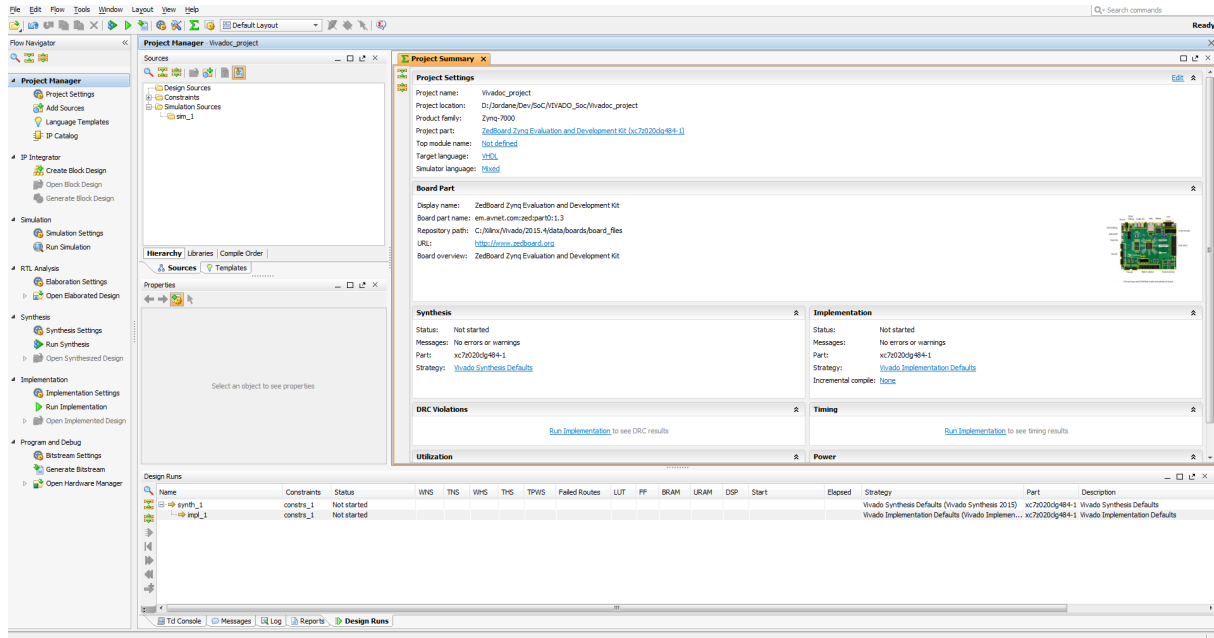 File Edit Flow Tools Window Layout View Help
Search commands
Default Layout
Ready
Flow Navigator
Project Manager
Project Settings
Add Sources
Language Templates
IP Catalog
IP Integrator
Create Block Design
Open Block Design
Generate Block Design
Simulation
Simulation Settings
Run Simulation
RTL Analysis
Elaboration Settings
Open Elaborated Design
Synthesis
Synthesis Settings
Run Synthesis
Open Synthesized Design
Implementation
Implementation Settings
Run Implementation
Open Implemented Design
Program and Debug
Bitstream Settings
Generate Bitstream
Open Hardware Manager
Project Manager - Vivadoc_project
Sources
Design Sources
Constraints
Simulation Sources
sim_1
Hierarchy Libraries Compile Order
Sources Templates
Properties
Select an object to see properties
Project Summary
Project Settings Edit
Project name: Vivadoc_project
Project location: D:/Jordane/Dev/SoC/VIVADO_Soc/Vivadoc_project
Product family: Zynq-7000
Project part: ZedBoard Zynq Evaluation and Development Kit (xc7z020clg484-1)
Top module name: Not defined
Target language: VHDL
Simulator language: Mixed
Board Part
Display name: ZedBoard Zynq Evaluation and Development Kit
Board part name: em.avnet.com:zed:part0:1.3
Repository path: C:/Xilinx/Vivado/2015.4/data/boards/board_files
URL: http://www.zedboard.org
Board overview: ZedBoard Zynq Evaluation and Development Kit
Synthesis
Status: Not started
Messages: No errors or warnings
Part: xc7z020clg484-1
Strategy: Vivado Synthesis Defaults
Implementation
Status: Not started
Messages: No errors or warnings
Part: xc7z020clg484-1
Strategy: Vivado Implementation Defaults
Incremental compile: None
DRC Violations
Run Implementation to see DRC results
Timing
Run Implementation to see timing results
Utilization
Power
Design Runs
Name Constraints Status WNS TNS WHS THS TPWS Failed Routes LUT FF BRAM URAM DSP Start Elapsed Strategy Part Description
synth_1 constrs_1 Not started Vivado Synthesis Defaults (Vivado Synthesis 2015) xc7z020clg484-1 Vivado Synthesis Defaults
impl_1 constrs_1 Not started Vivado Implementation Defaults (Vivado Implemen... xc7z020clg484-1 Vivado Implementation Defaults
Tcl Console Messages Log Reports Design Runs